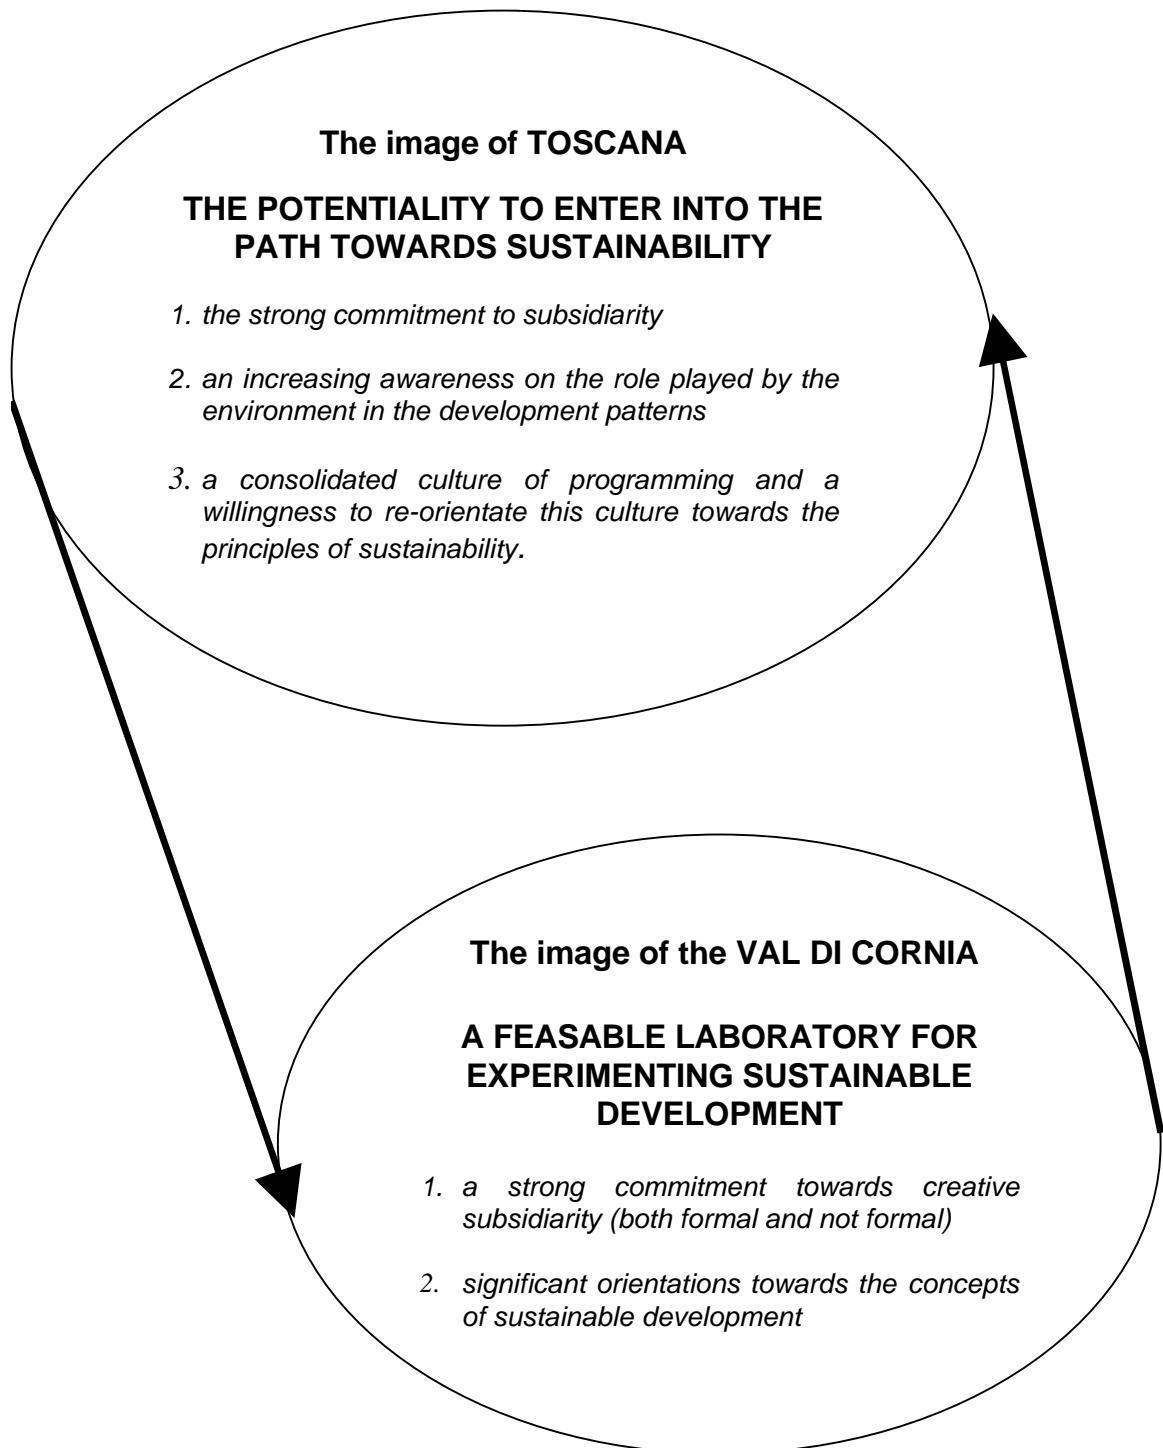 The image of TOSCANA
THE POTENTIALITY TO ENTER INTO THE
PATH TOWARDS SUSTAINABILITY
1. the strong commitment to subsidiarity
2. an increasing awareness on the role played by the
environment in the development patterns
3. a consolidated culture of programming and a
willingness to re-orientate this culture towards the
principles of sustainability.
The image of the VAL DI CORNIA
A FEASABLE LABORATORY FOR
EXPERIMENTING SUSTAINABLE
DEVELOPMENT
1. a strong commitment towards creative
subsidiarity (both formal and not formal)
2. significant orientations towards the concepts
of sustainable development